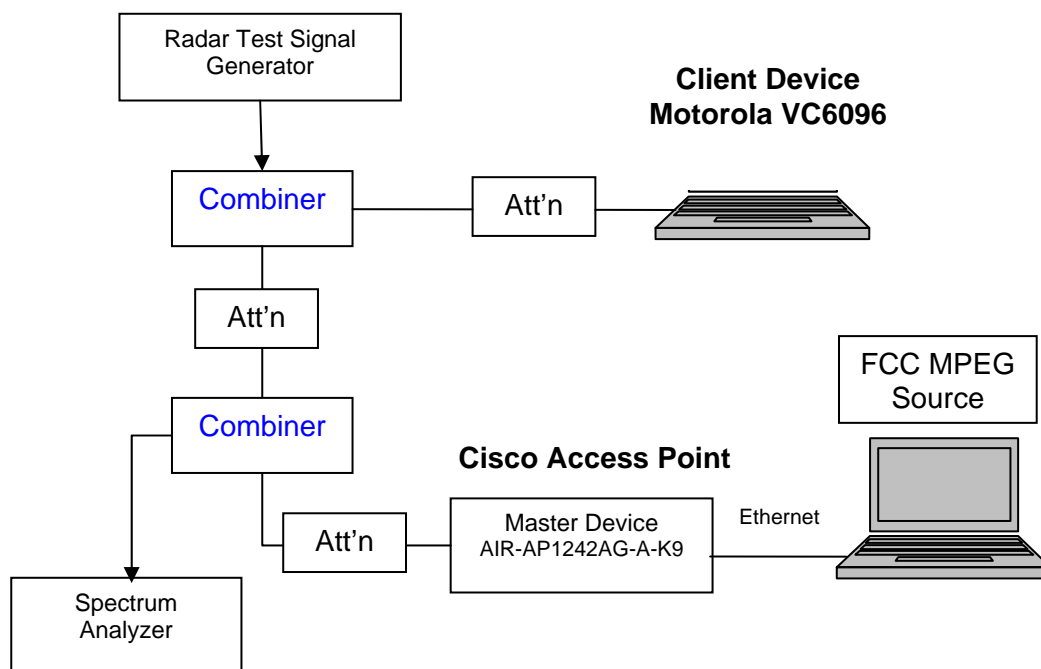 Radar Test Signal
Generator
Client Device
Motorola VC6096
Combiner
Att'n
Att'n
FCC MPEG
Source
Combiner
Cisco Access Point
Att'n
Master Device
AIR-AP1242AG-A-K9
Ethernet
Spectrum
Analyzer